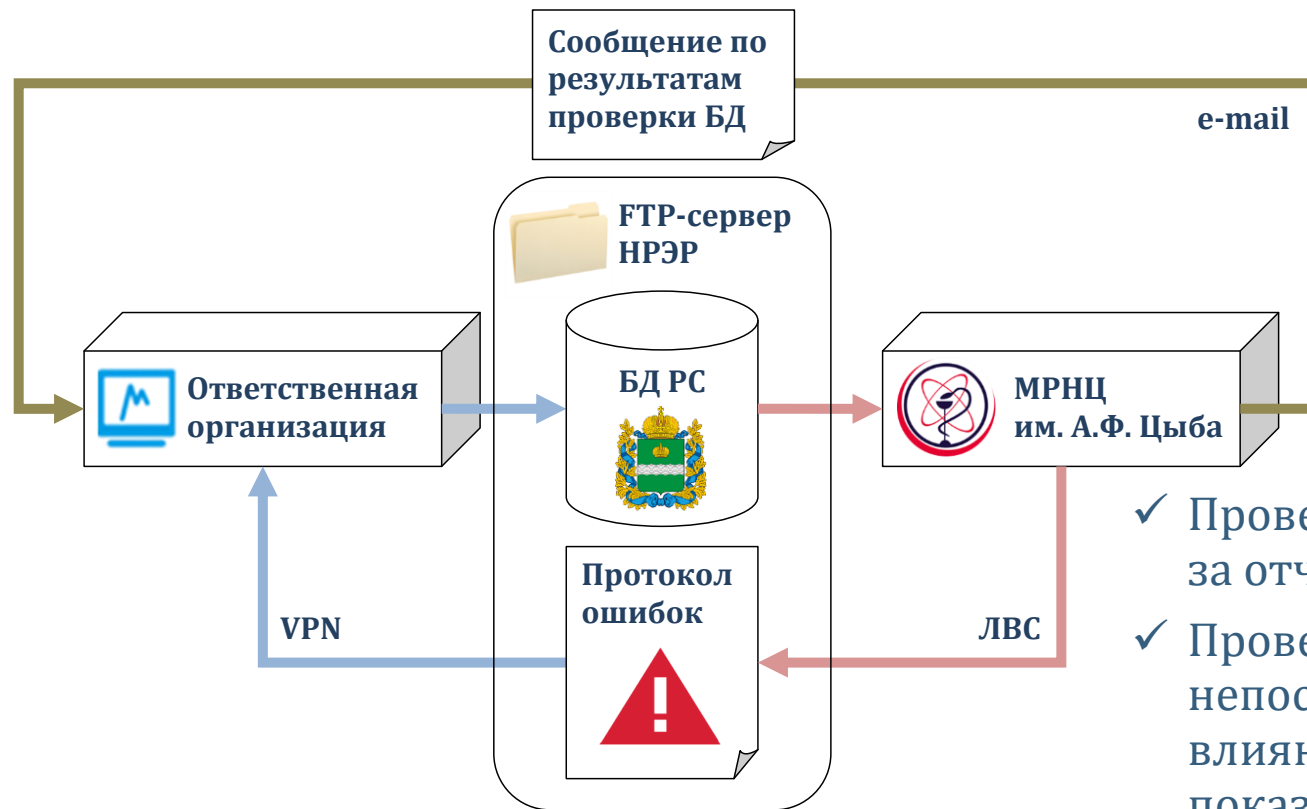 Сообщение по
результатам
проверки БД
e-mail
FTP-сервер
НРЭР
Ответственная
организация
БД РС
МРНЦ
им. А.Ф. Цыба
Протокол
ошибок
VPN
ЛВС
✓ Прове
за отч
✓ Прове
непос
влиян
показ